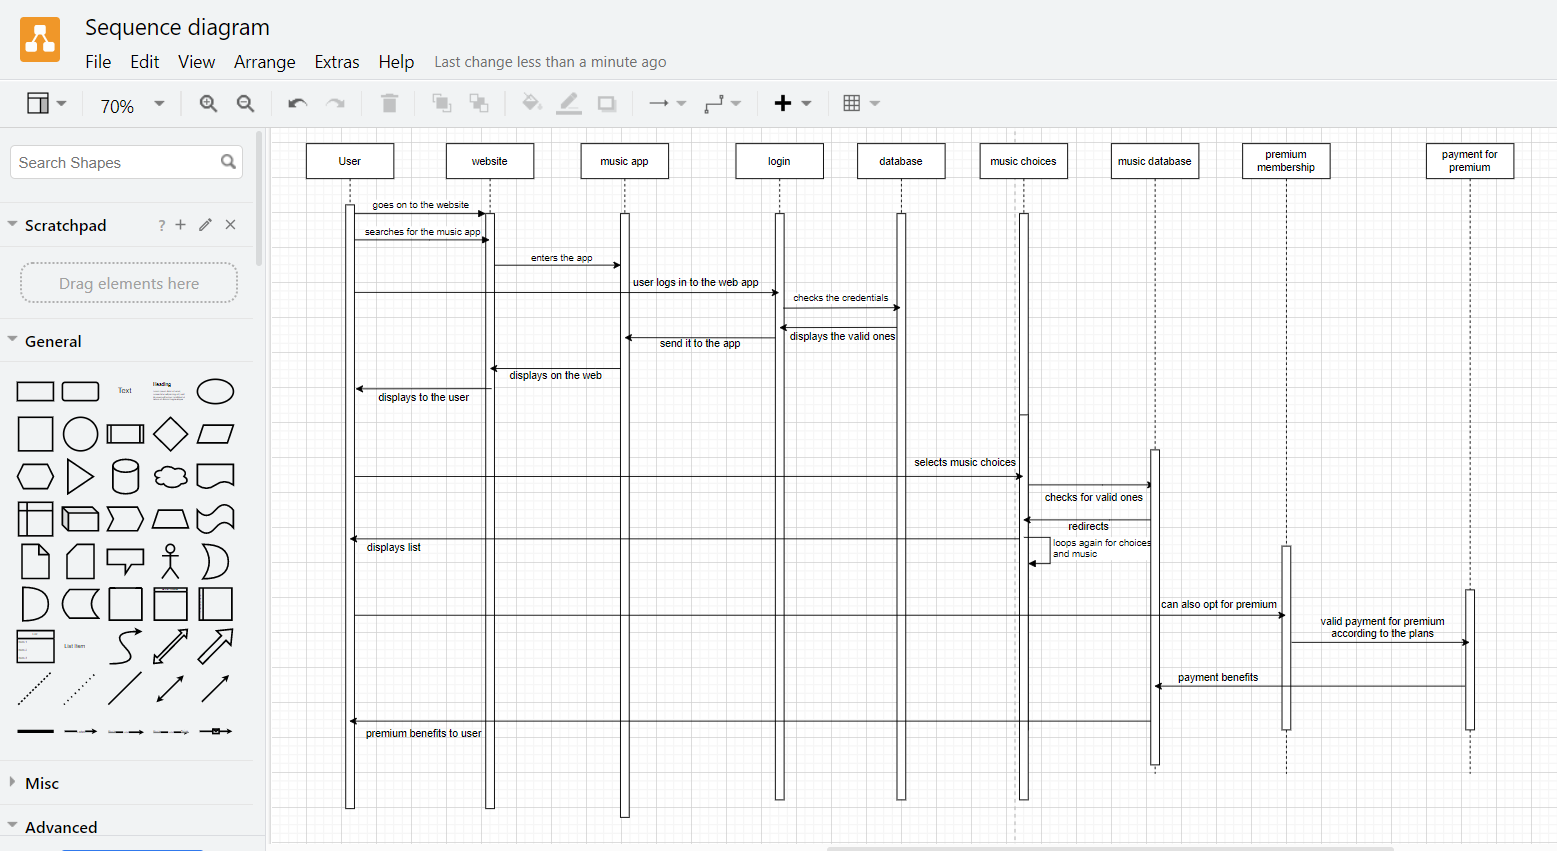 Sequence diagram
File Edit View Arrange Extras Help Last change less than a minute ago
70%
Search Shapes
Scratchpad
?
Drag elements here
General
Text
Heading
List Item
Misc
Advanced
User
website
music app
login
database
music choices
music database
premium
membership
payment for
premium
goes on to the website
searches for the music app
enters the app
user logs in to the web app
checks the credentials
displays the valid ones
send it to the app
displays on the web
displays to the user
selects music choices
checks for valid ones
redirects
displays list
loops again for choices
and music
can also opt for premium
valid payment for premium
according to the plans
payment benefits
premium benefits to user